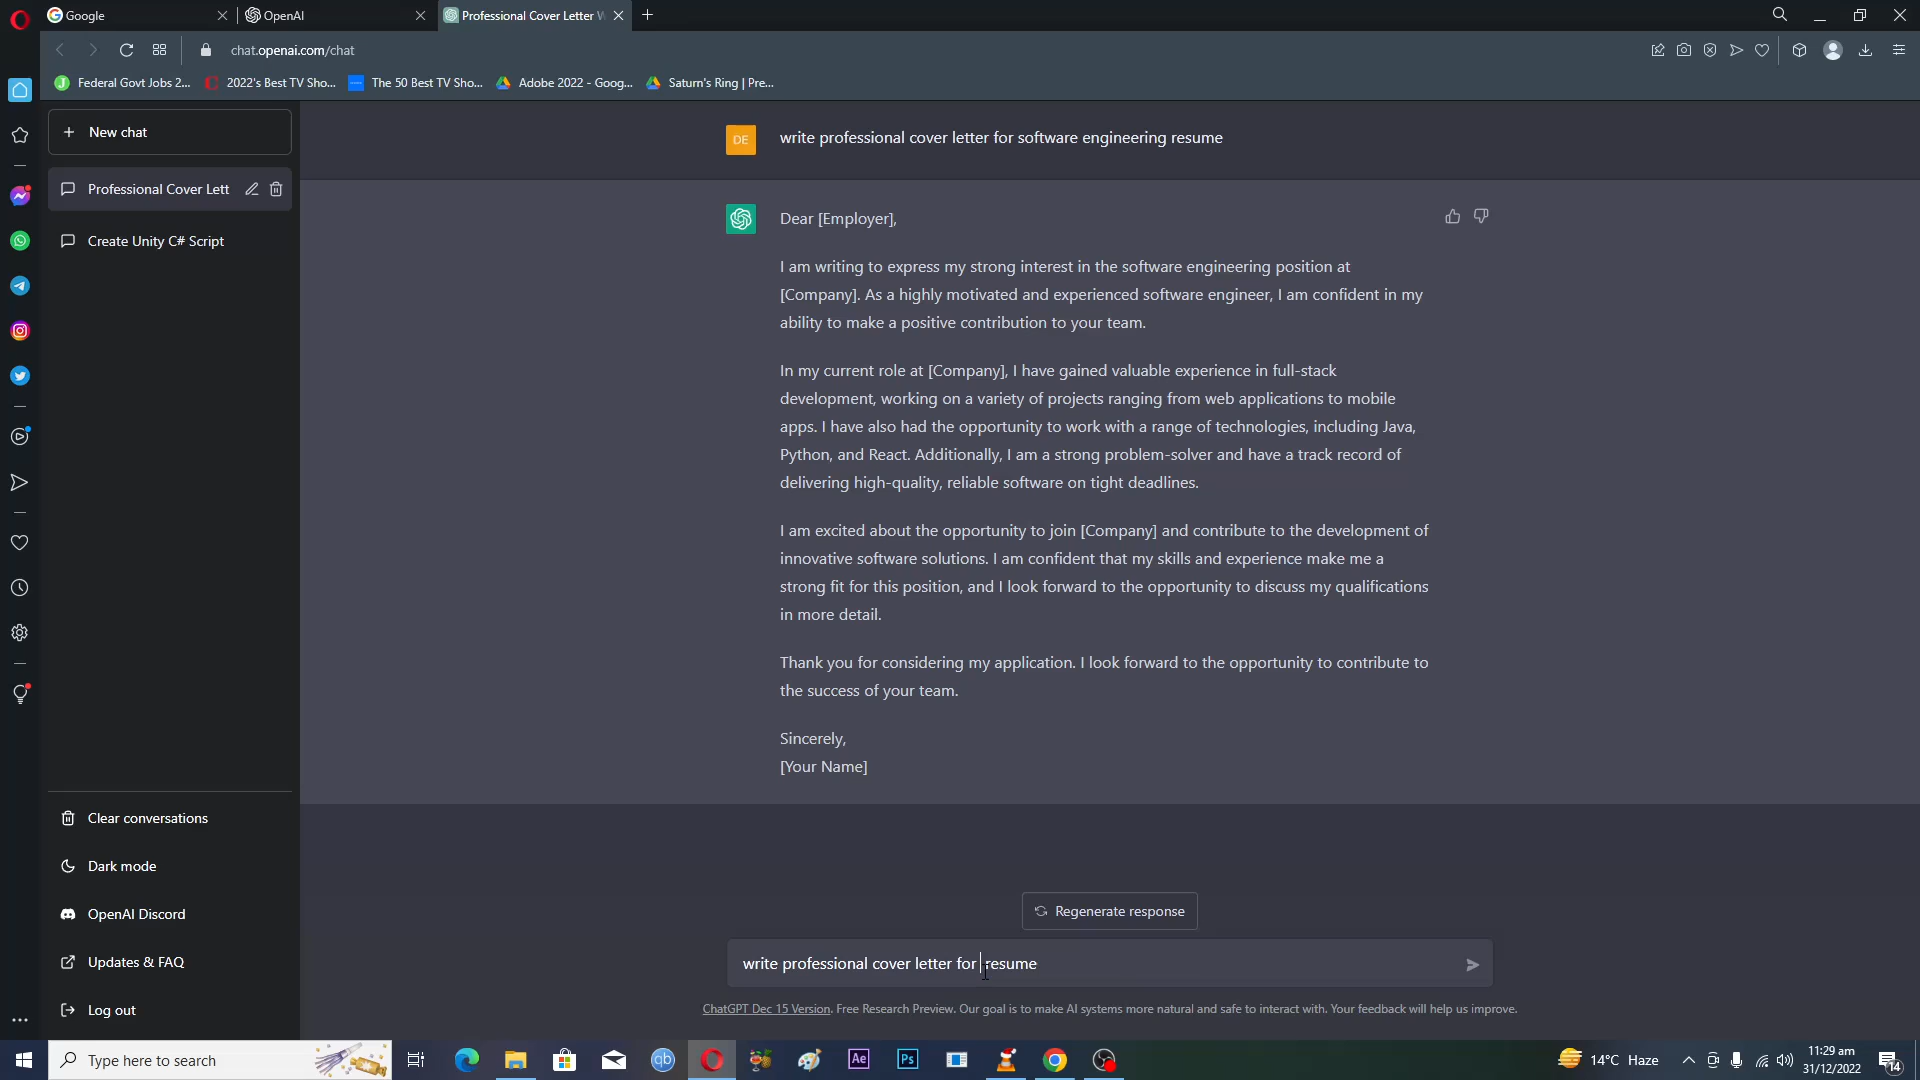 Google
OpenAI
Professional Cover Letter W
chat.openai.com/chat
Federal Govt Jobs 2...
2022's Best TV Sho...
The 50 Best TV Sho...
Adobe 2022 - Goog...
Saturn's Ring | Pre...
New chat
Professional Cover Lett
Create Unity C# Script
DE
write professional cover letter for software engineering resume
Dear [Employer],
I am writing to express my strong interest in the software engineering position at
[Company]. As a highly motivated and experienced software engineer, I am confident in my
ability to make a positive contribution to your team.
In my current role at [Company], I have gained valuable experience in full-stack
development, working on a variety of projects ranging from web applications to mobile
apps. I have also had the opportunity to work with a range of technologies, including Java,
Python, and React. Additionally, I am a strong problem-solver and have a track record of
delivering high-quality, reliable software on tight deadlines.
I am excited about the opportunity to join [Company] and contribute to the development of
innovative software solutions. I am confident that my skills and experience make me a
strong fit for this position, and I look forward to the opportunity to discuss my qualifications
in more detail.
Thank you for considering my application. I look forward to the opportunity to contribute to
the success of your team.
Sincerely,
[Your Name]
Clear conversations
Dark mode
OpenAI Discord
Updates & FAQ
Log out
Regenerate response
write professional cover letter for resume
ChatGPT Dec 15 Version. Free Research Preview. Our goal is to make AI systems more natural and safe to interact with. Your feedback will help us improve.
Type here to search
qb
Ae
Ps
14°C Haze
11:29 am
31/12/2022
14